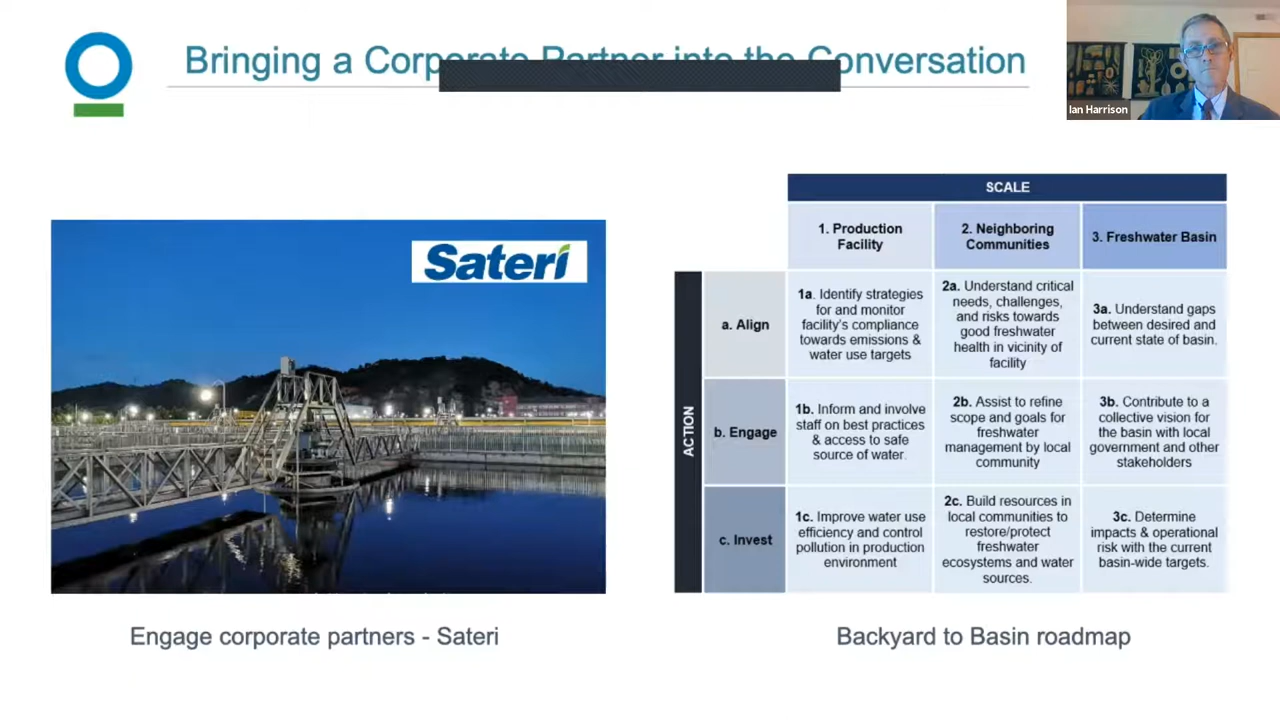 Bringing a Corporate Partner into the Conversation
Ian Harrison
Sateri
SCALE
1. Production
Facility
2. Neighboring
Communities
3. Freshwater Basin
ACTION
a. Align
1a. Identify strategies
for and monitor
facility's compliance
towards emissions &
water use targets
2a. Understand critical
needs, challenges,
and risks towards
good freshwater
health in vicinity of
facility
3a. Understand gaps
between desired and
current state of basin.
b. Engage
1b. Inform and involve
staff on best practices
& access to safe
source of water.
2b. Assist to refine
scope and goals for
freshwater
management by local
community
3b. Contribute to a
collective vision for
the basin with local
government and other
stakeholders
c. Invest
1c. Improve water use
efficiency and control
pollution in production
environment
2c. Build resources in
local communities to
restore/protect
freshwater
ecosystems and water
sources.
3c. Determine
impacts & operational
risk with the current
basin-wide targets.
Engage corporate partners - Sateri
Backyard to Basin roadmap